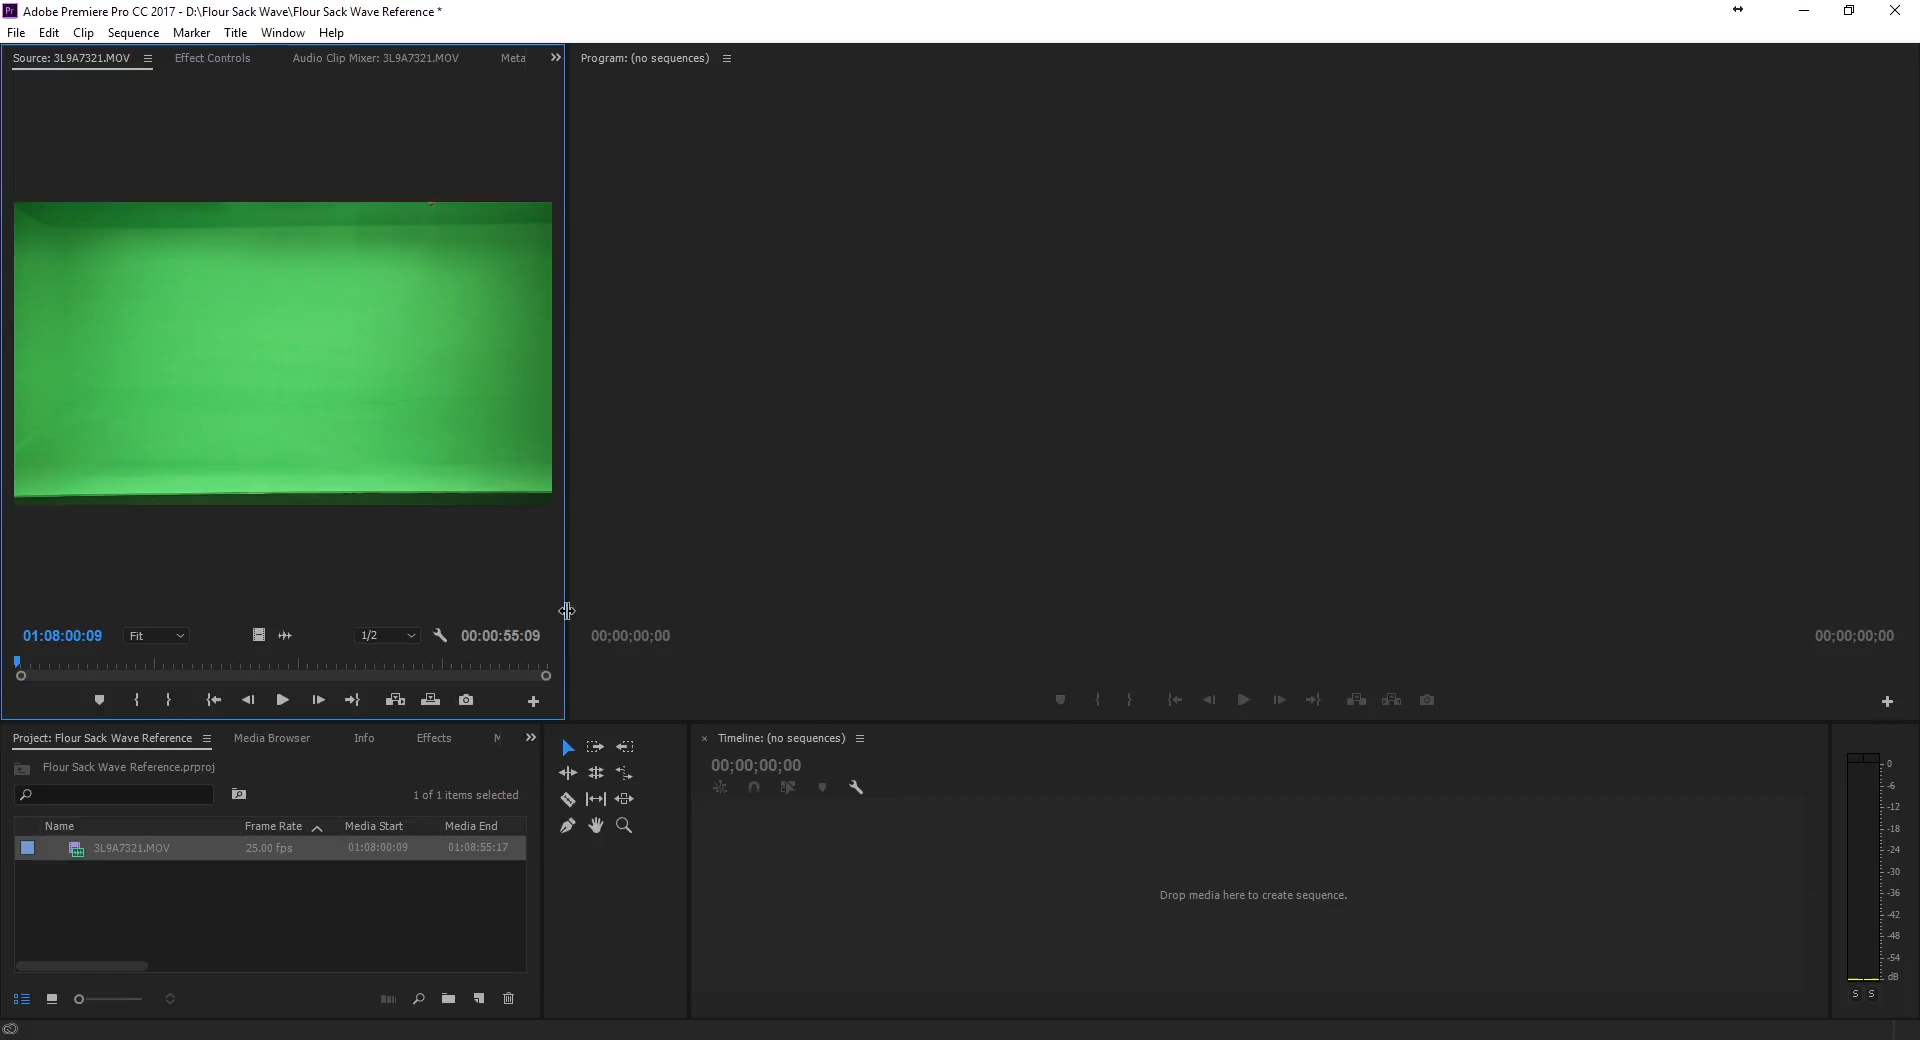 Pr Adobe Premiere Pro CC 2017 - D:\Flour Sack Wave\Flour Sack Wave Reference *
File Edit Clip Sequence Marker Title Window Help
Source: 3L9A7321.MOV Effect Controls Audio Clip Mixer: 3L9A7321.MOV Meta
Program: (no sequences)
01:08:00:09 Fit 1/2 00:00:55:09
00;00;00;00 00;00;00;00
Project: Flour Sack Wave Reference Media Browser Info Effects M
Flour Sack Wave Reference.prproj
1 of 1 items selected
Name Frame Rate Media Start Media End
3L9A7321.MOV 25.00 fps 01:08:00:09 01:08:55:17
× Timeline: (no sequences)
00;00;00;00
Drop media here to create sequence.
0
-6
-12
-18
-24
-30
-36
-42
-48
-54
dB
S S